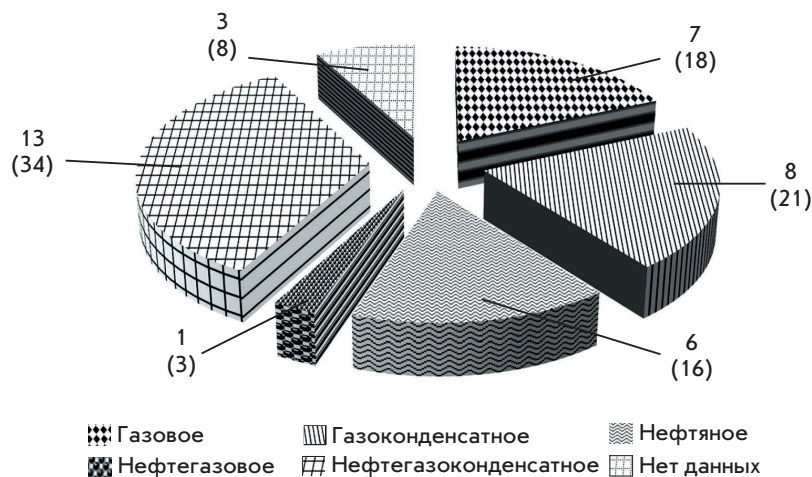 3
(8)
7
(18)
13
(34)
8
(21)
1
(3)
6
(16)
Газовое
Газоконденсатное
Нефтяное
Нефтегазовое
Нефтегазоконденсатное
Нет данных